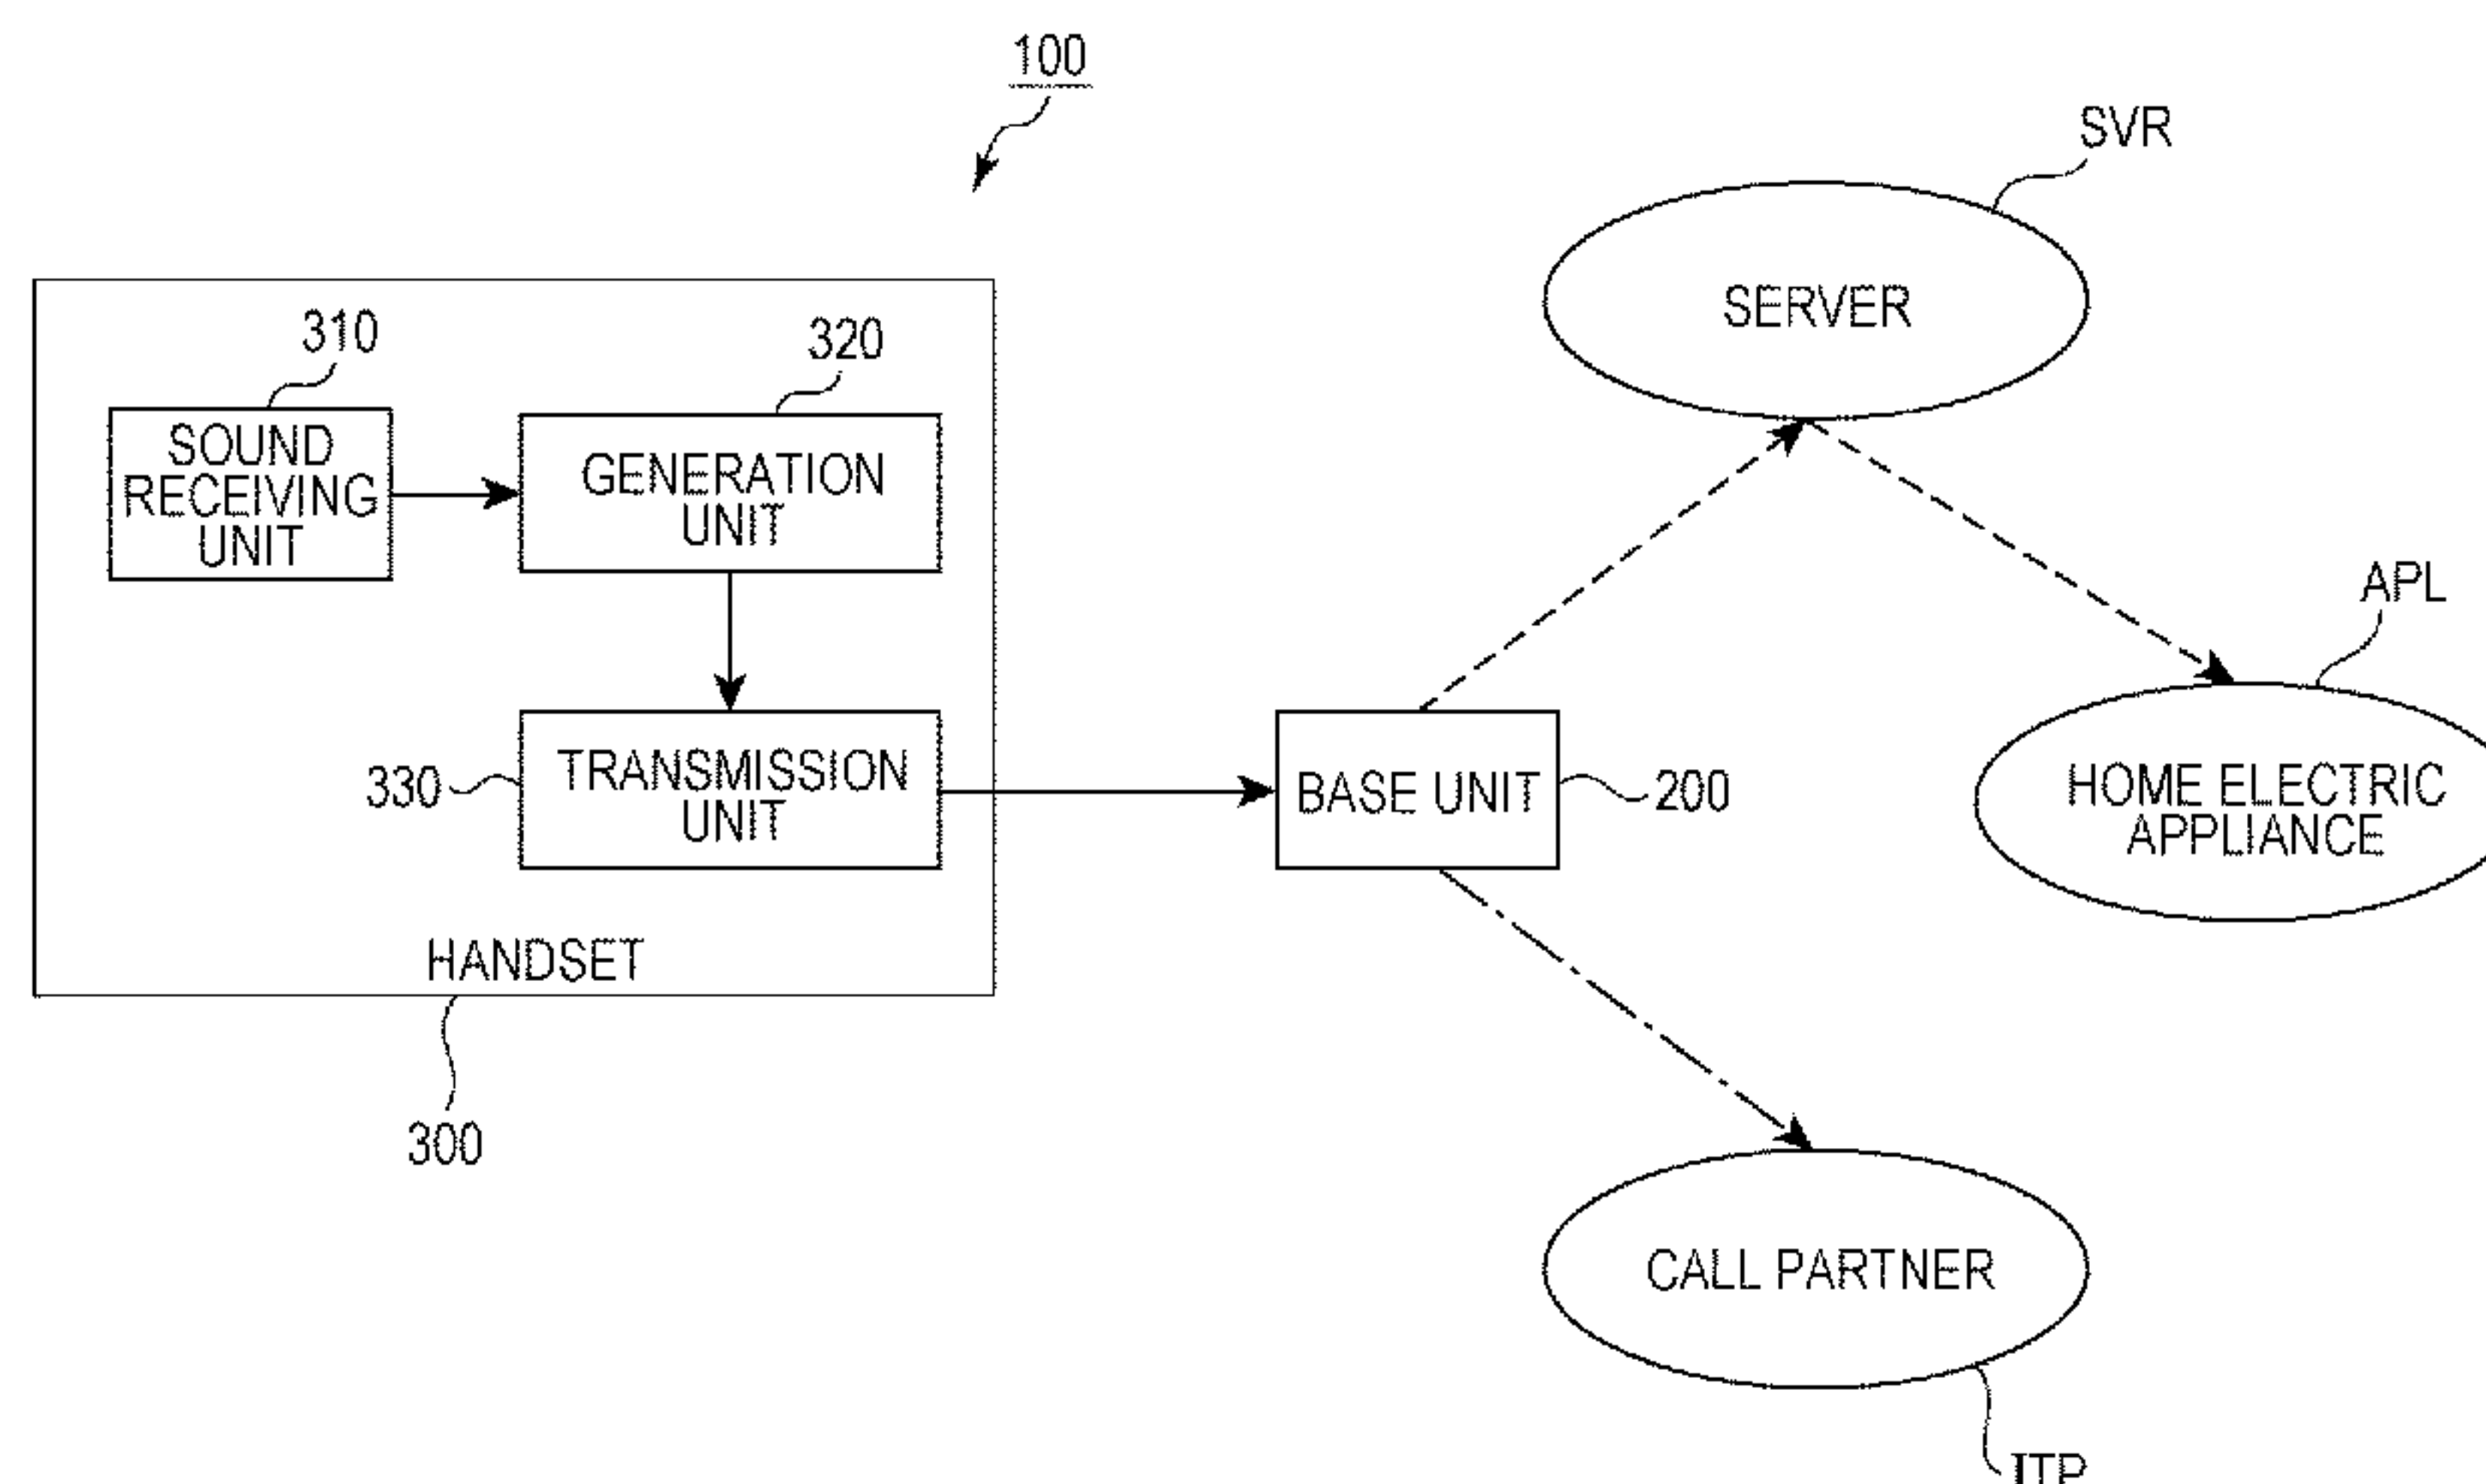 100
SVR
SERVER
310
320
SOUND
RECEIVING
UNIT
GENERATION
UNIT
APL
330
TRANSMISSION
UNIT
BASE UNIT
200
HOME ELECTRIC
APPLIANCE
HANDSET
300
CALL PARTNER
ITP